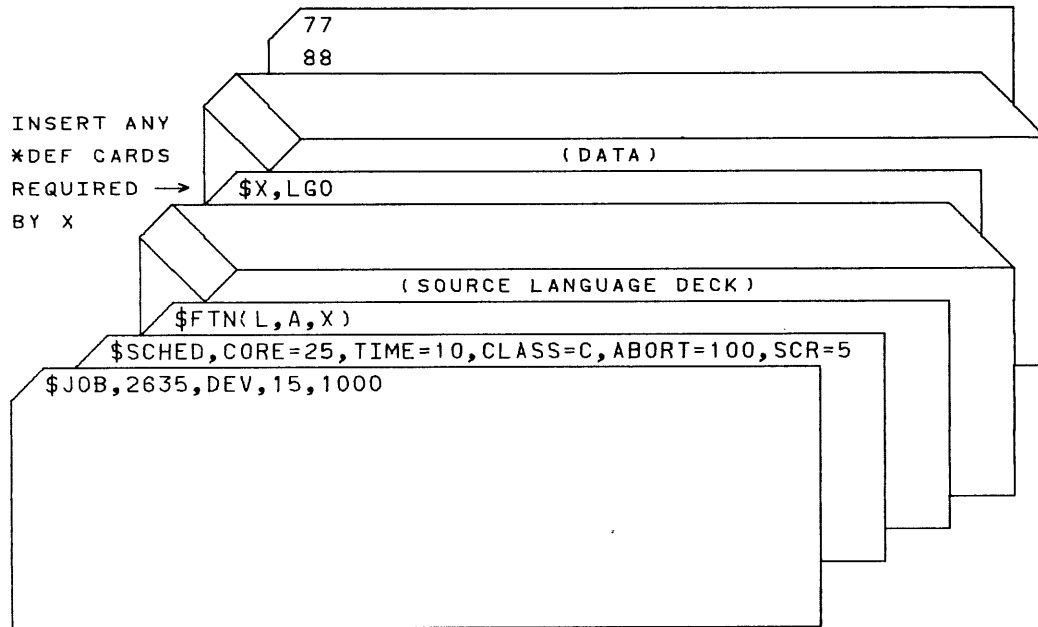 77
88
INSERT ANY
*DEF CARDS
REQUIRED →
BY X
(DATA)
$X,LGO
(SOURCE LANGUAGE DECK)
$FTN(L,A,X)
$SCHED,CORE=25,TIME=10,CLASS=C,ABORT=100,SCR=5
$JOB,2635,DEV,15,1000